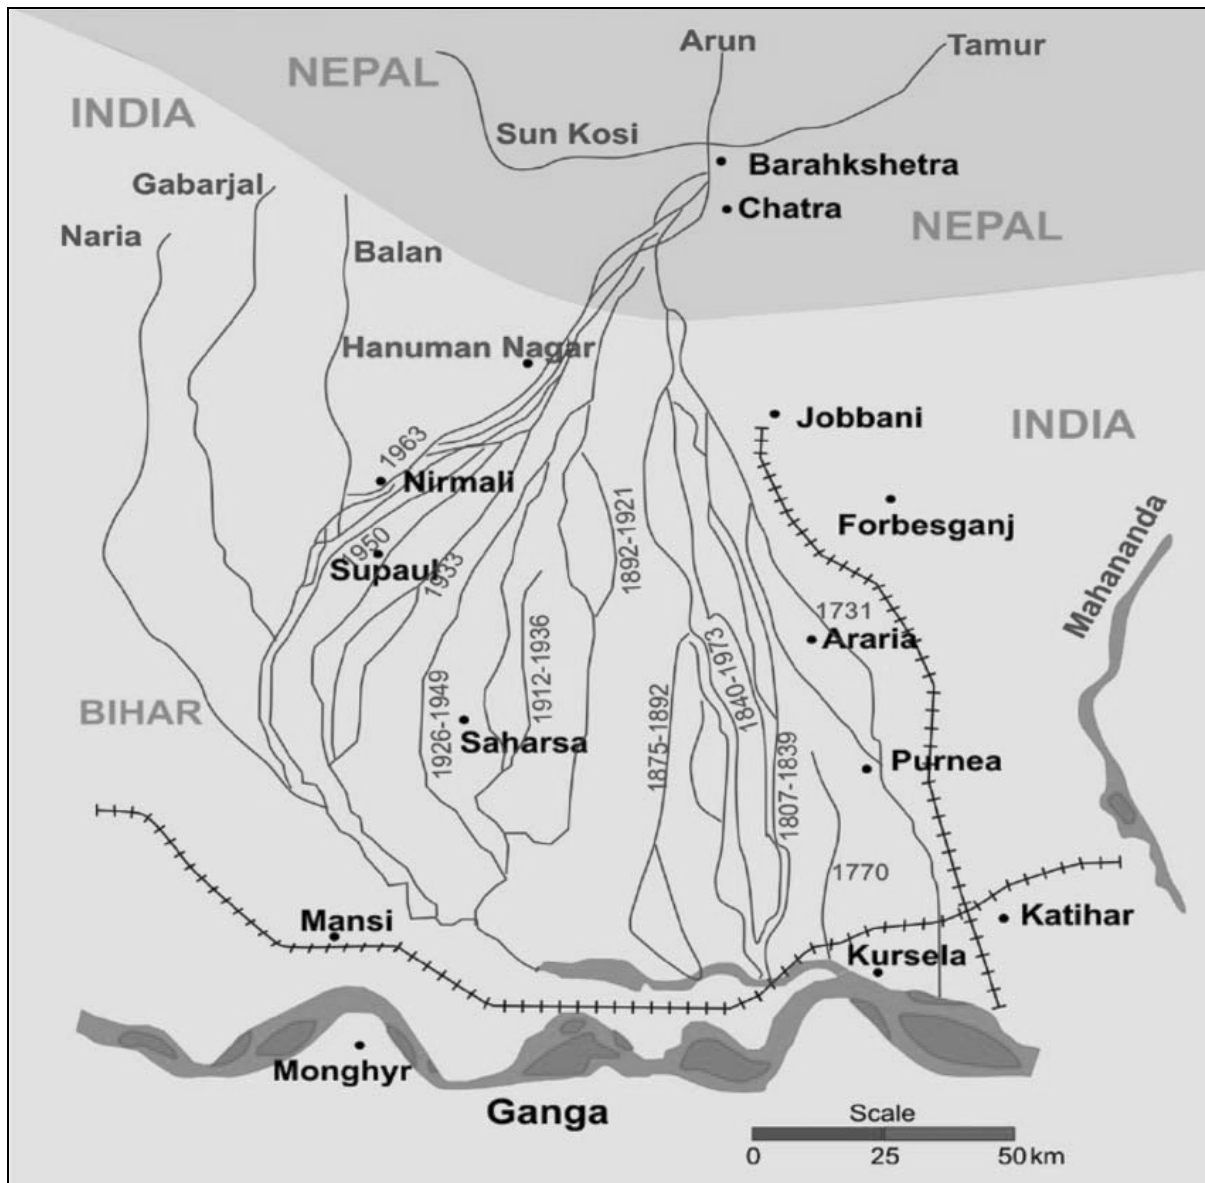 Arun
Tamur
NEPAL
INDIA
Sun Kosi
Barahkshetra
Gabarjal
Chatra
Naria
NEPAL
Balan
Hanuman Nagar
Jobbani
INDIA
1963
Nirmali
Forbesganj
Mahananda
1892-1921
1950
Supaul
1933
1731
Araria
1912-1936
1840-1973
BIHAR
1926-1949
Saharsa
1875-1892
1807-1839
Purnea
1770
Mansi
Katihar
Kursela
Monghyr
Ganga
Scale
0 25 50 km